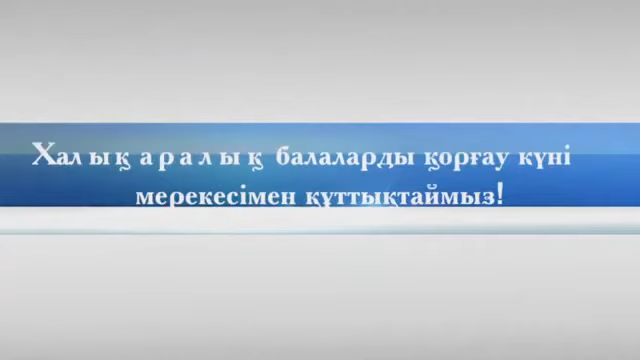 Халықаралық балаларды қорғау күні
мерекесімен құттықтаймыз!